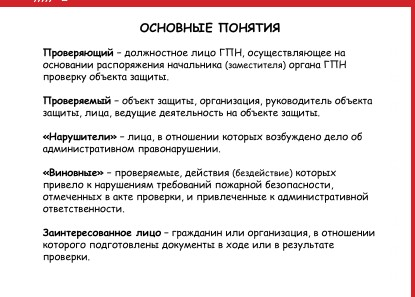 ОСНОВНЫЕ ПОНЯТИЯ
Проверяющий – должностное лицо ГПН, осуществляющее на
основании распоряжения начальника (заместителя) органа ГПН
проверку объекта защиты.
Проверяемый – объект защиты, организация, руководитель объекта
защиты, лица, ведущие деятельность на объекте защиты.
«Нарушители» – лица, в отношении которых возбуждено дело об
административном правонарушении.
«Виновные» – проверяемые, действия (бездействие) которых
привело к нарушениям требований пожарной безопасности,
отмеченных в акте проверки, и привлеченные к административной
ответственности.
Заинтересованное лицо – гражданин или организация, в отношении
которого подготовлены документы в ходе или в результате
проверки.